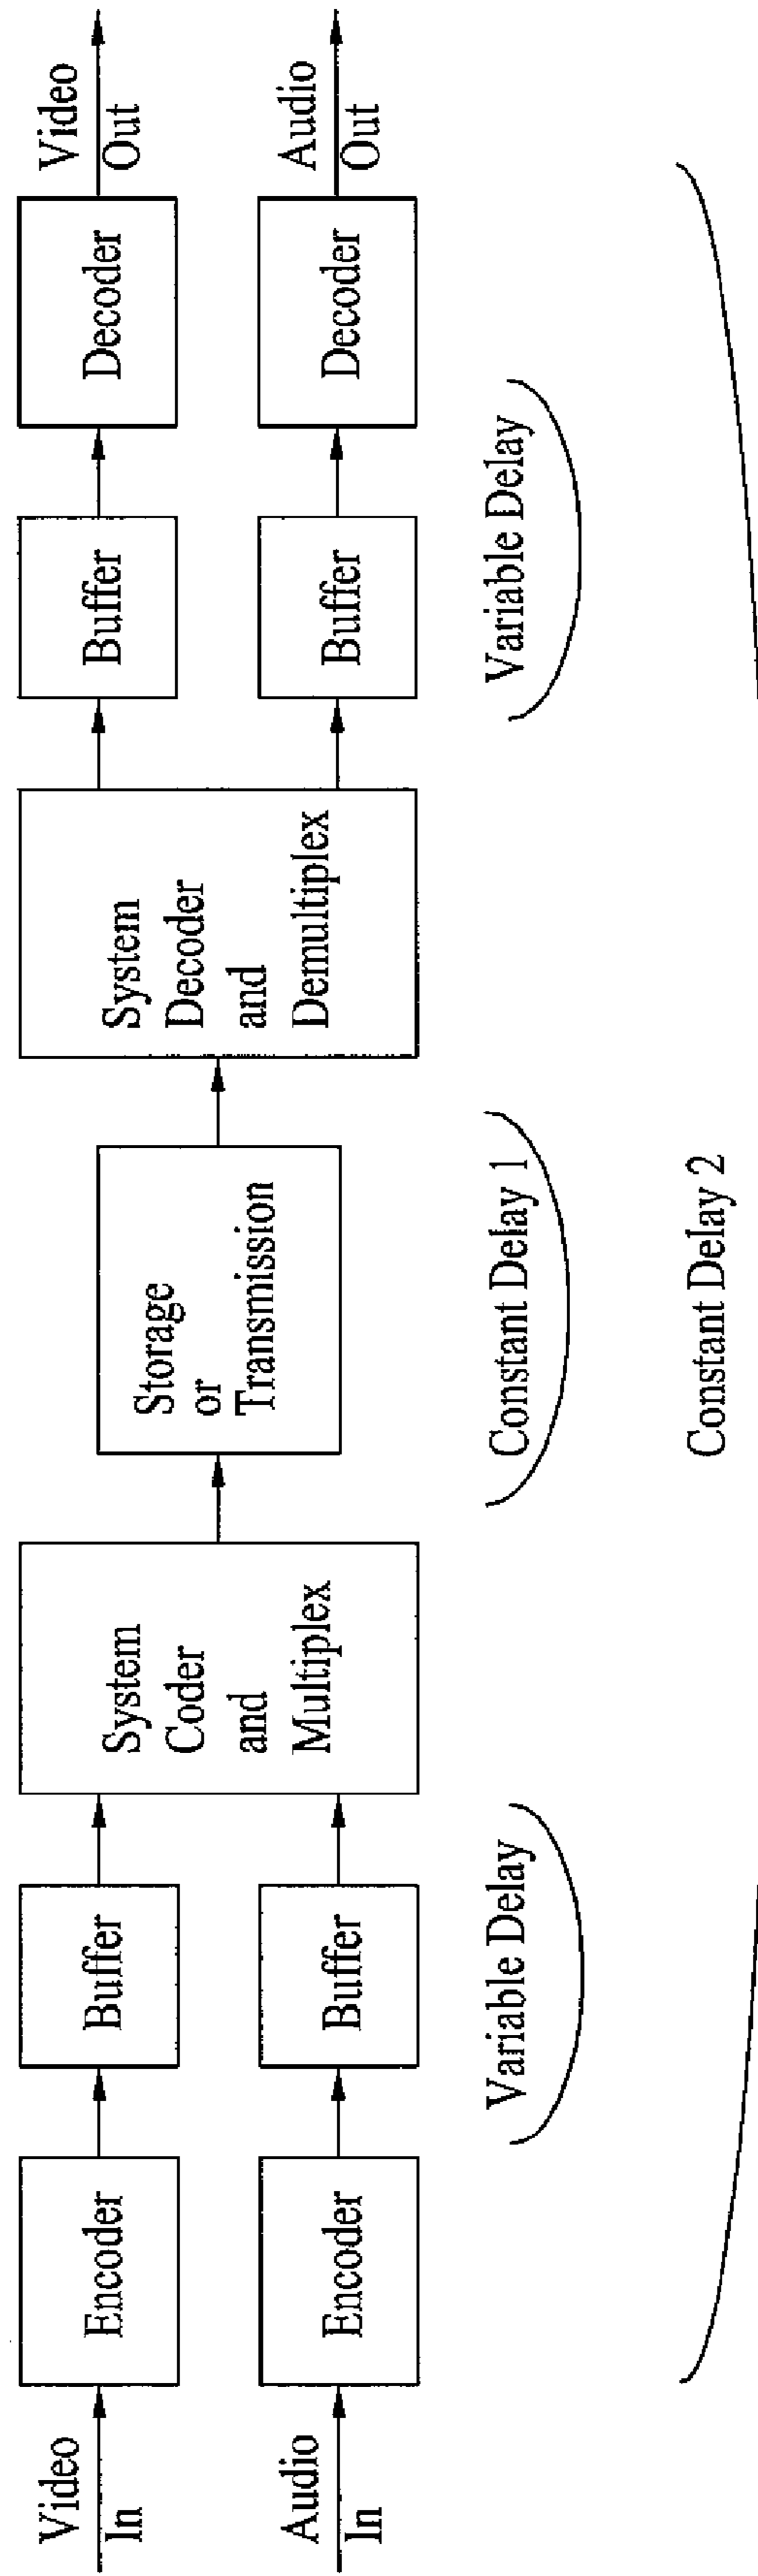 Video
In
Encoder
Buffer
System
Coder
and
Multiplex
Storage
or
Transmission
System
Decoder
and
Demultiplex
Buffer
Decoder
Video
Out
Audio
In
Encoder
Buffer
Buffer
Decoder
Audio
Out
Variable Delay
Constant Delay 1
Variable Delay
Constant Delay 2